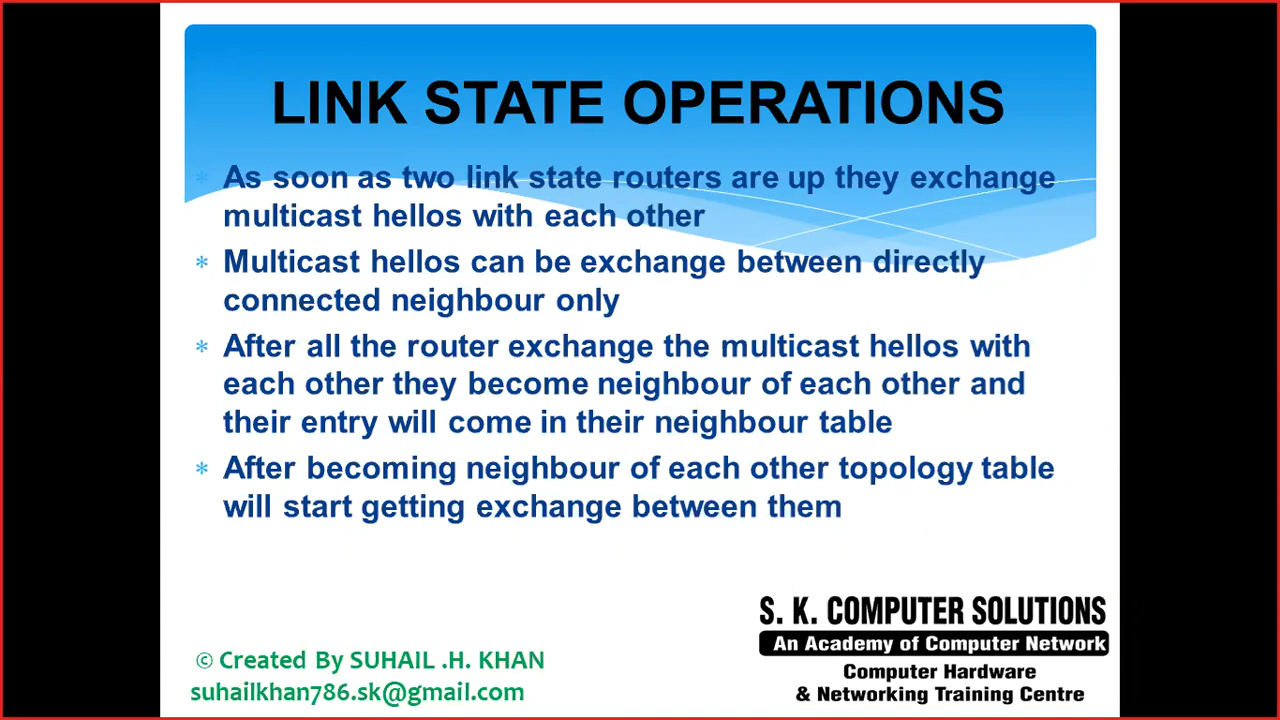 LINK STATE OPERATIONS
* As soon as two link state routers are up they exchange
multicast hellos with each other
* Multicast hellos can be exchange between directly
connected neighbour only
* After all the router exchange the multicast hellos with
each other they become neighbour of each other and
their entry will come in their neighbour table
* After becoming neighbour of each other topology table
will start getting exchange between them
S. K. COMPUTER SOLUTIONS
An Academy of Computer Network
Computer Hardware
& Networking Training Centre
© Created By SUHAIL .H. KHAN
suhailkhan786.sk@gmail.com